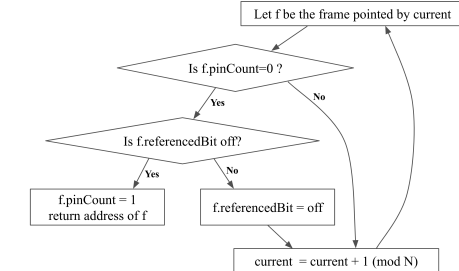 Let f be the frame pointed by current
Is f.pinCount=0 ?
Yes
No
Is f.referencedBit off?
Yes
No
f.pinCount = 1
return address of f
f.referencedBit = off
current = current + 1 (mod N)